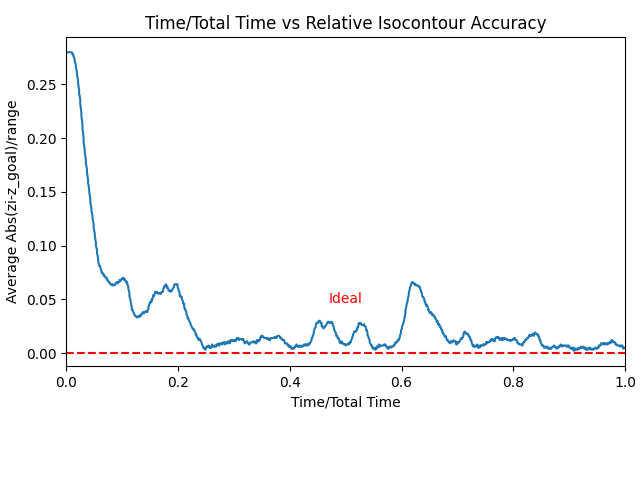 Time/Total Time vs Relative Isocontour Accuracy
Average Abs(zi-z_goal)/range
0.25
0.20
0.15
0.10
0.05
0.00
Ideal
0.0 0.2 0.4 0.6 0.8 1.0
Time/Total Time